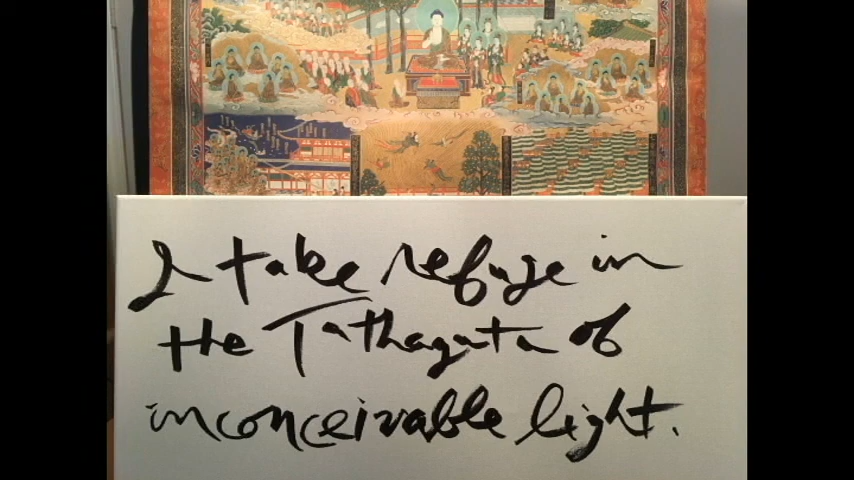 I take refuge in
the Tathagata of
inconceivable light.